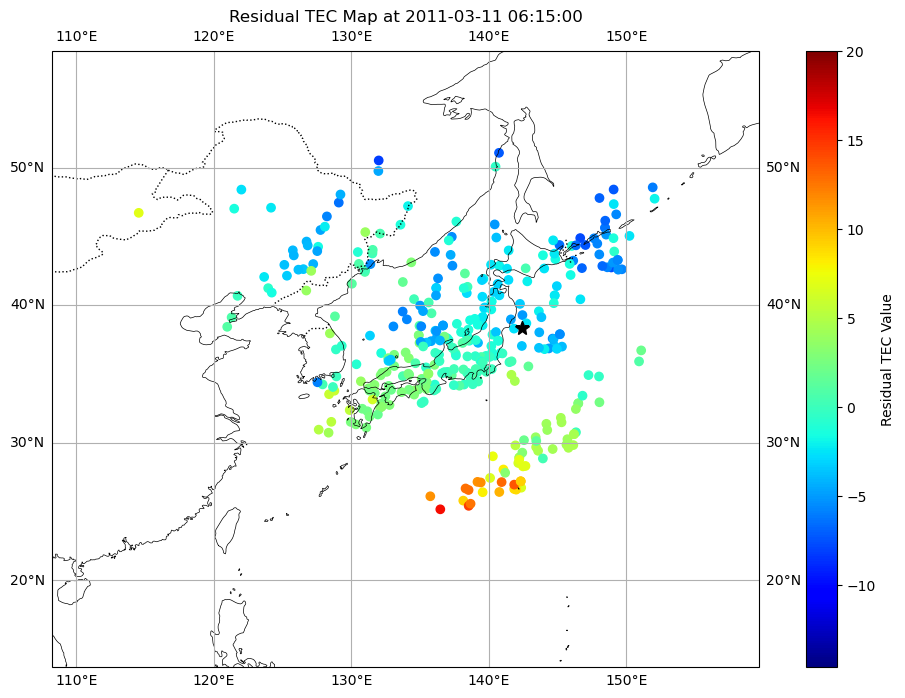 Residual TEC Map at 2011-03-11 06:15:00
110°E 120°E 130°E 140°E 150°E
20
15
50°N 50°N
10
40°N 40°N
5
Residual TEC Value
0
30°N 30°N
−5
20°N 20°N
−10
110°E 120°E 130°E 140°E 150°E